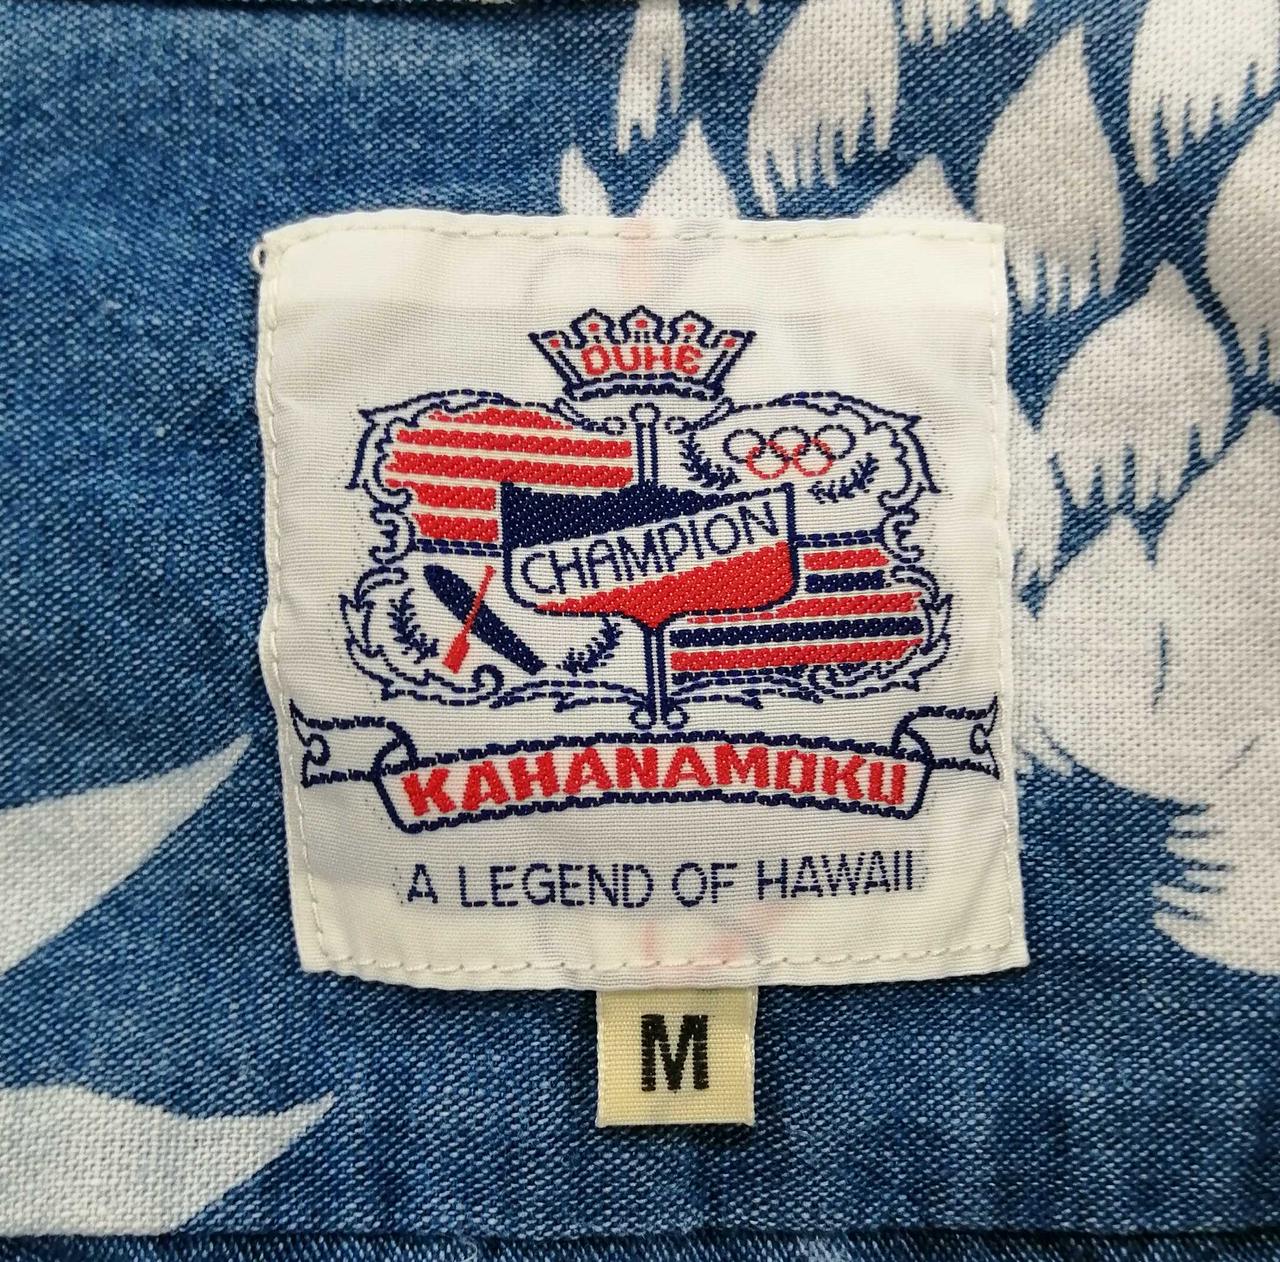 DUKE
CHAMPION
KAHANAMOKU
A LEGEND OF HAWAII
M